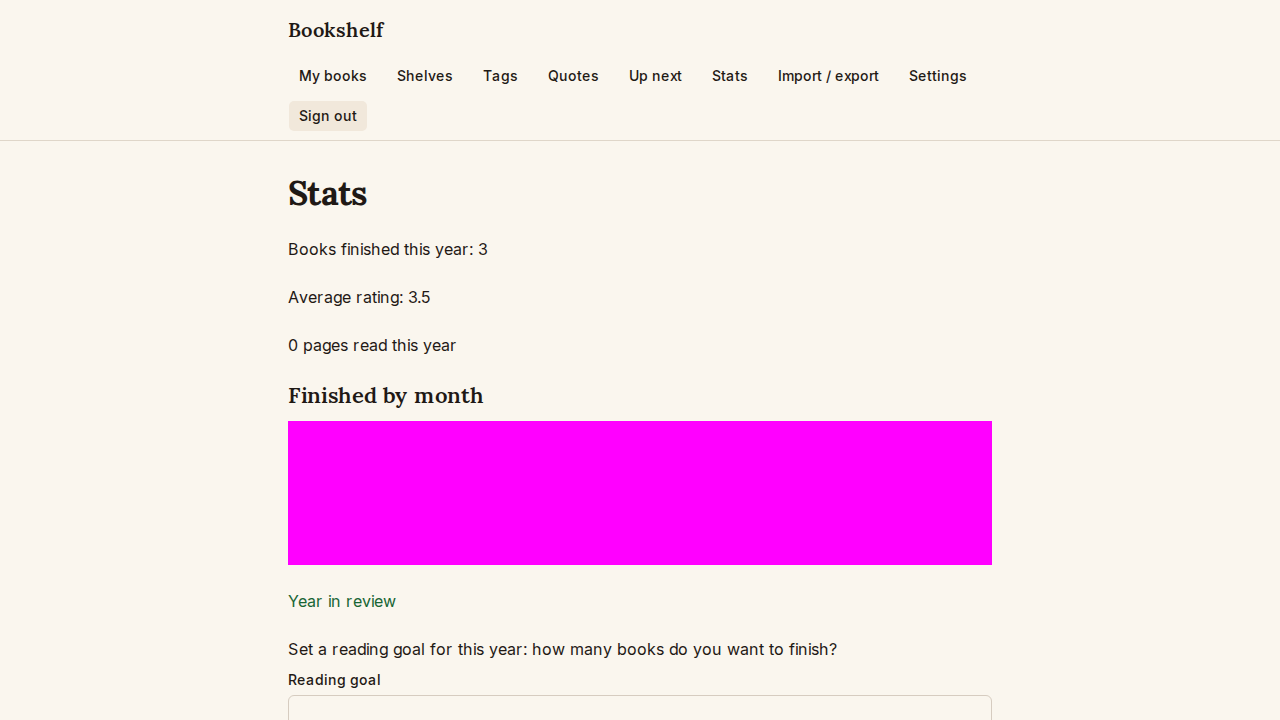 Bookshelf
My books Shelves Tags Quotes Up next Stats Import / export Settings
Sign out
Stats
Books finished this year: 3
Average rating: 3.5
0 pages read this year
Finished by month
Year in review
Set a reading goal for this year: how many books do you want to finish?
Reading goal